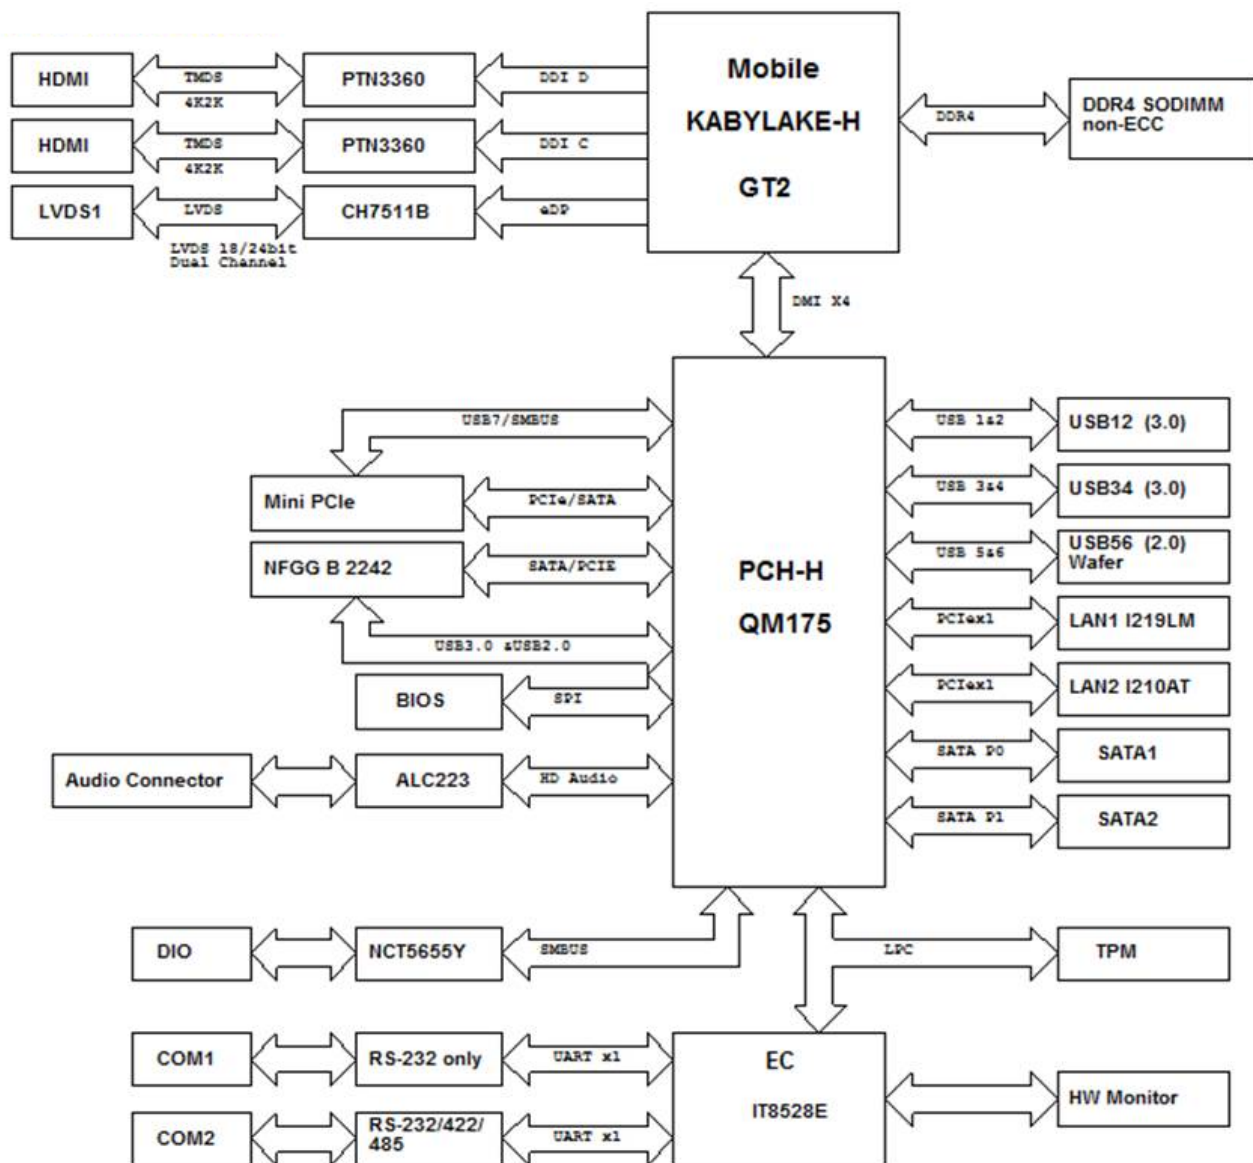 Mobile
KABYLAKE-H
GT2
HDMI
TMDS
4K2K
PTN3360
DDI D
HDMI
TMDS
4K2K
PTN3360
DDI C
LVDS1
LVDS
LVDS 18/24bit
Dual Channel
CH7511B
eDP
DDR4
DDR4 SODIMM
non-ECC
DMI X4
PCH-H
QM175
USB7/SMBUS
Mini PCIe
PCIe/SATA
NFGG B 2242
SATA/PCIE
USB3.0 &USB2.0
BIOS
SPI
Audio Connector
ALC223
HD Audio
USB 1&2
USB12 (3.0)
USB 3&4
USB34 (3.0)
USB 5&6
USB56 (2.0)
Wafer
PCIex1
LAN1 I219LM
PCIex1
LAN2 I210AT
SATA P0
SATA1
SATA P1
SATA2
DIO
NCT5655Y
SMBUS
LPC
TPM
COM1
RS-232 only
UART x1
EC
IT8528E
HW Monitor
COM2
RS-232/422/
485
UART x1